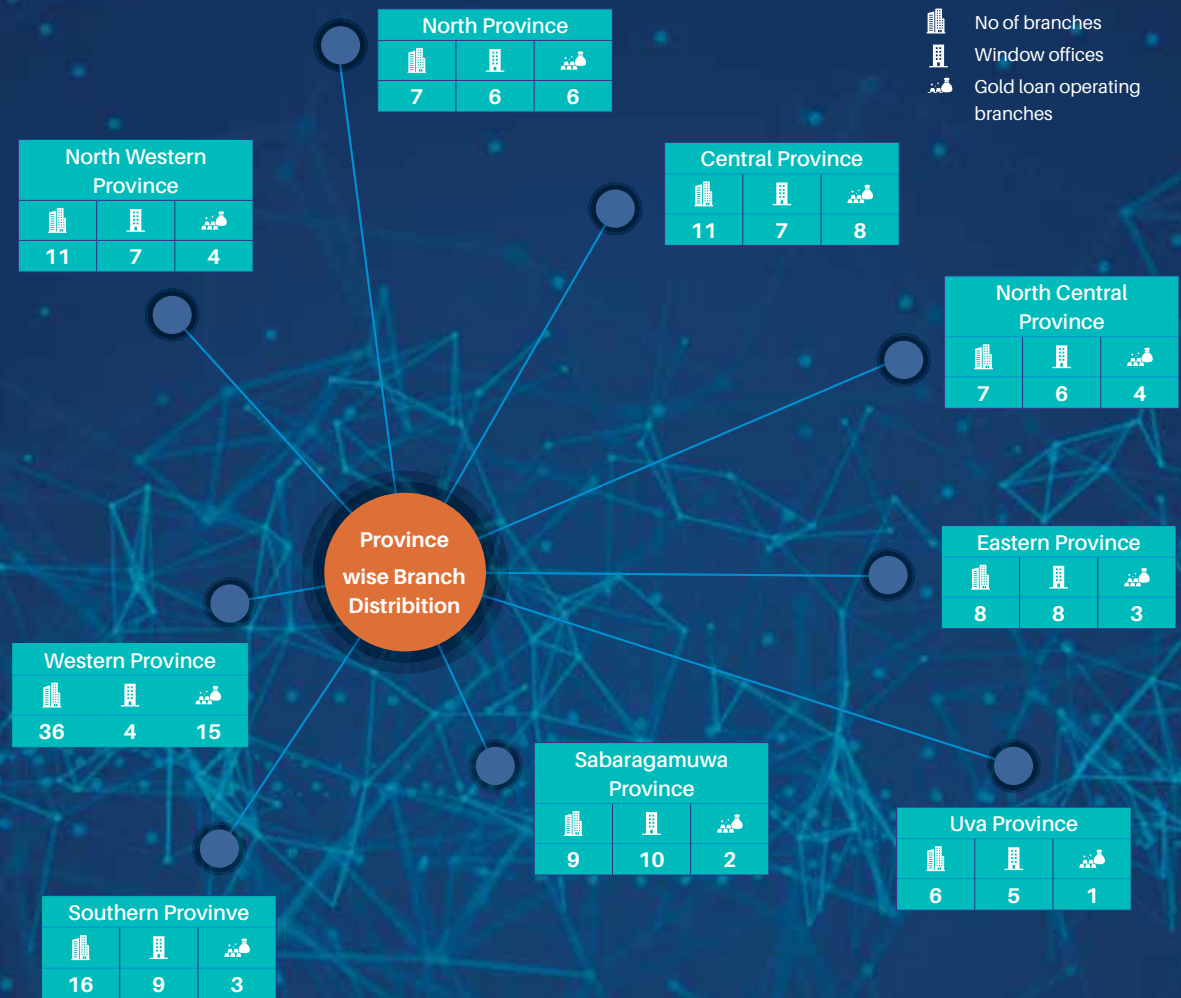 North Province
7 6 6
No of branches
Window offices
Gold loan operating
branches
North Western
Province
11 7 4
Central Province
11 7 8
North Central
Province
7 6 4
Province
wise Branch
Distribition
Eastern Province
8 8 3
Western Province
36 4 15
Sabaragamuwa
Province
9 10 2
Uva Province
6 5 1
Southern Provinve
16 9 3